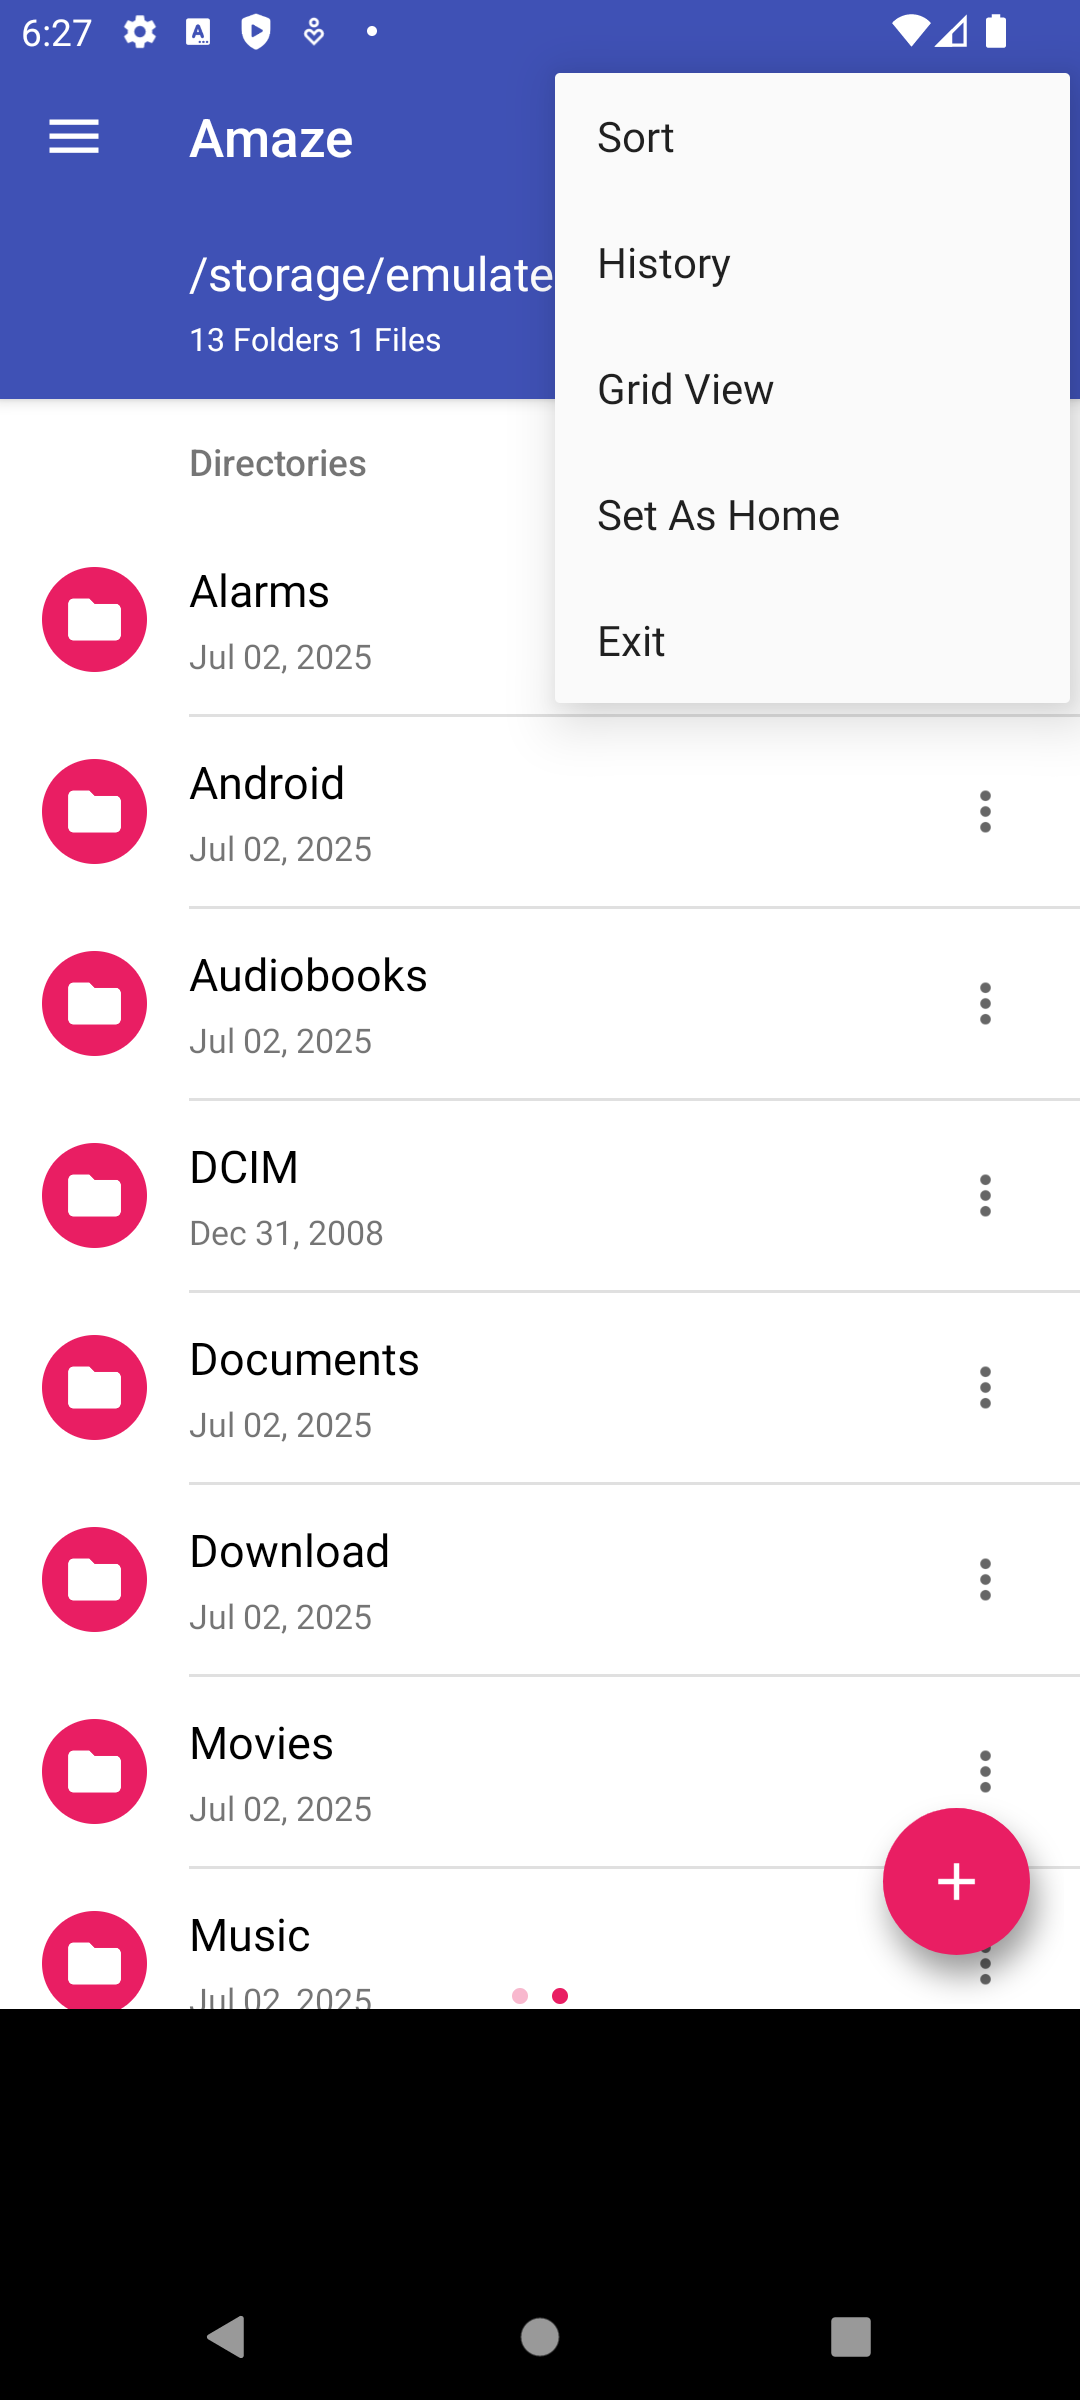 6:27
Amaze
Sort
History
/storage/emulate
13 Folders 1 Files
Grid View
Directories
Set As Home
Alarms
Exit
Jul 02, 2025
Android
Jul 02, 2025
Audiobooks
Jul 02, 2025
DCIM
Dec 31, 2008
Documents
Jul 02, 2025
Download
Jul 02, 2025
Movies
Jul 02, 2025
Music
Jul 02, 2025